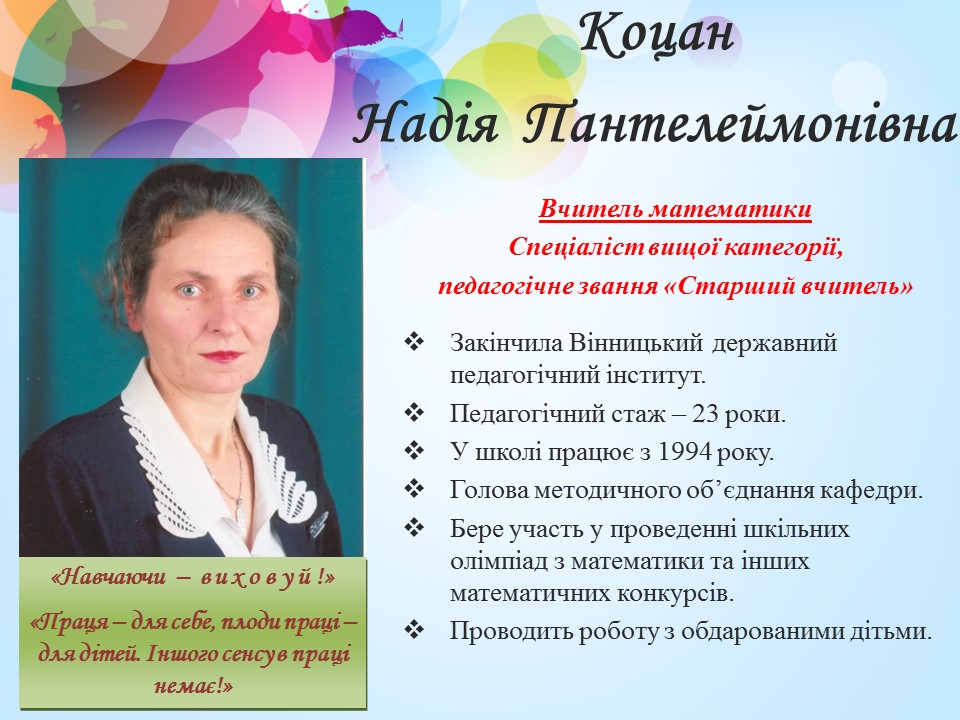 Коцан
Надія Пантелеймонівна
Вчитель математики
Спеціаліст вищої категорії,
педагогічне звання «Старший вчитель»
❖ Закінчила Вінницький державний
педагогічний інститут.
❖ Педагогічний стаж – 23 роки.
❖ У школі працює з 1994 року.
❖ Голова методичного об’єднання кафедри.
❖ Бере участь у проведенні шкільних
олімпіад з математики та інших
математичних конкурсів.
❖ Проводить роботу з обдарованими дітьми.
«Навчаючи – в и х о в у й !»
«Праця – для себе, плоди праці –
для дітей. Іншого сенсу в праці
немає!»